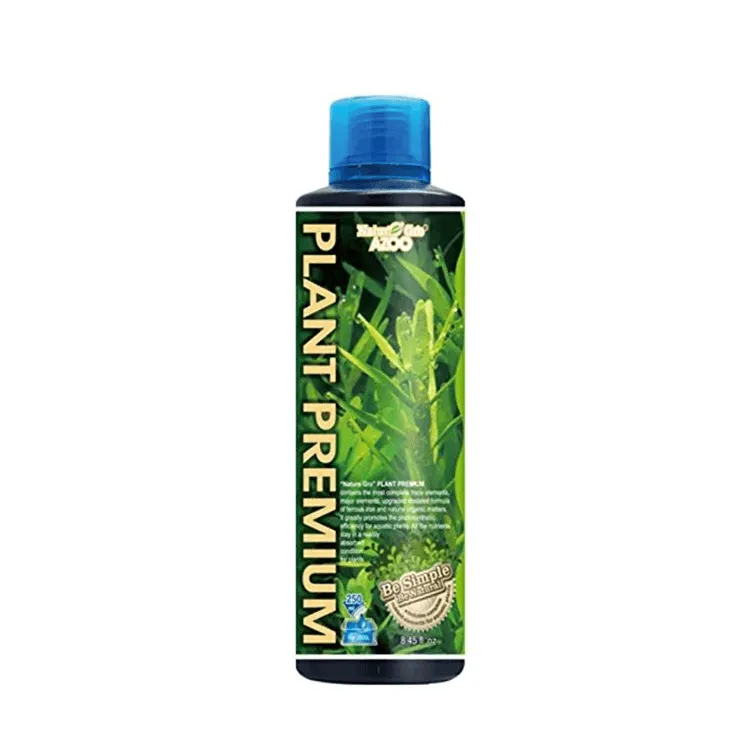 Nature Gro
AZOO
PLANT PREMIUM
"Nature Gro" PLANT PREMIUM
contains the most complete trace elements,
major elements, upgraded chelated formula
of ferrous iron and natural organic matters.
It greatly promotes the photosynthetic
efficiency for aquatic plants. All the nutrients
stay in a readily
absorbed
condition
for plants.
Be Simple
Be Natural
250
8.45 fl. oz